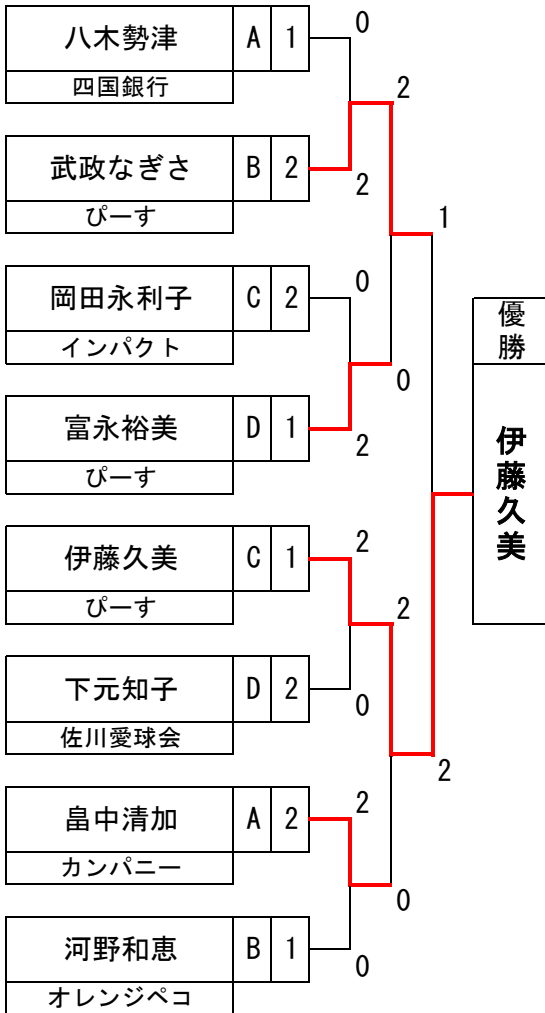 八木勢津 A 1
四国銀行
0
2
武政なぎさ B 2
ぴーす
2
1
岡田永利子 C 2
インパクト
0
0
富永裕美 D 1
ぴーす
2
優勝
伊藤久美
伊藤久美 C 1
ぴーす
2
2
下元知子 D 2
佐川愛球会
0
2
畠中清加 A 2
カンパニー
2
0
河野和恵 B 1
オレンジペコ
0